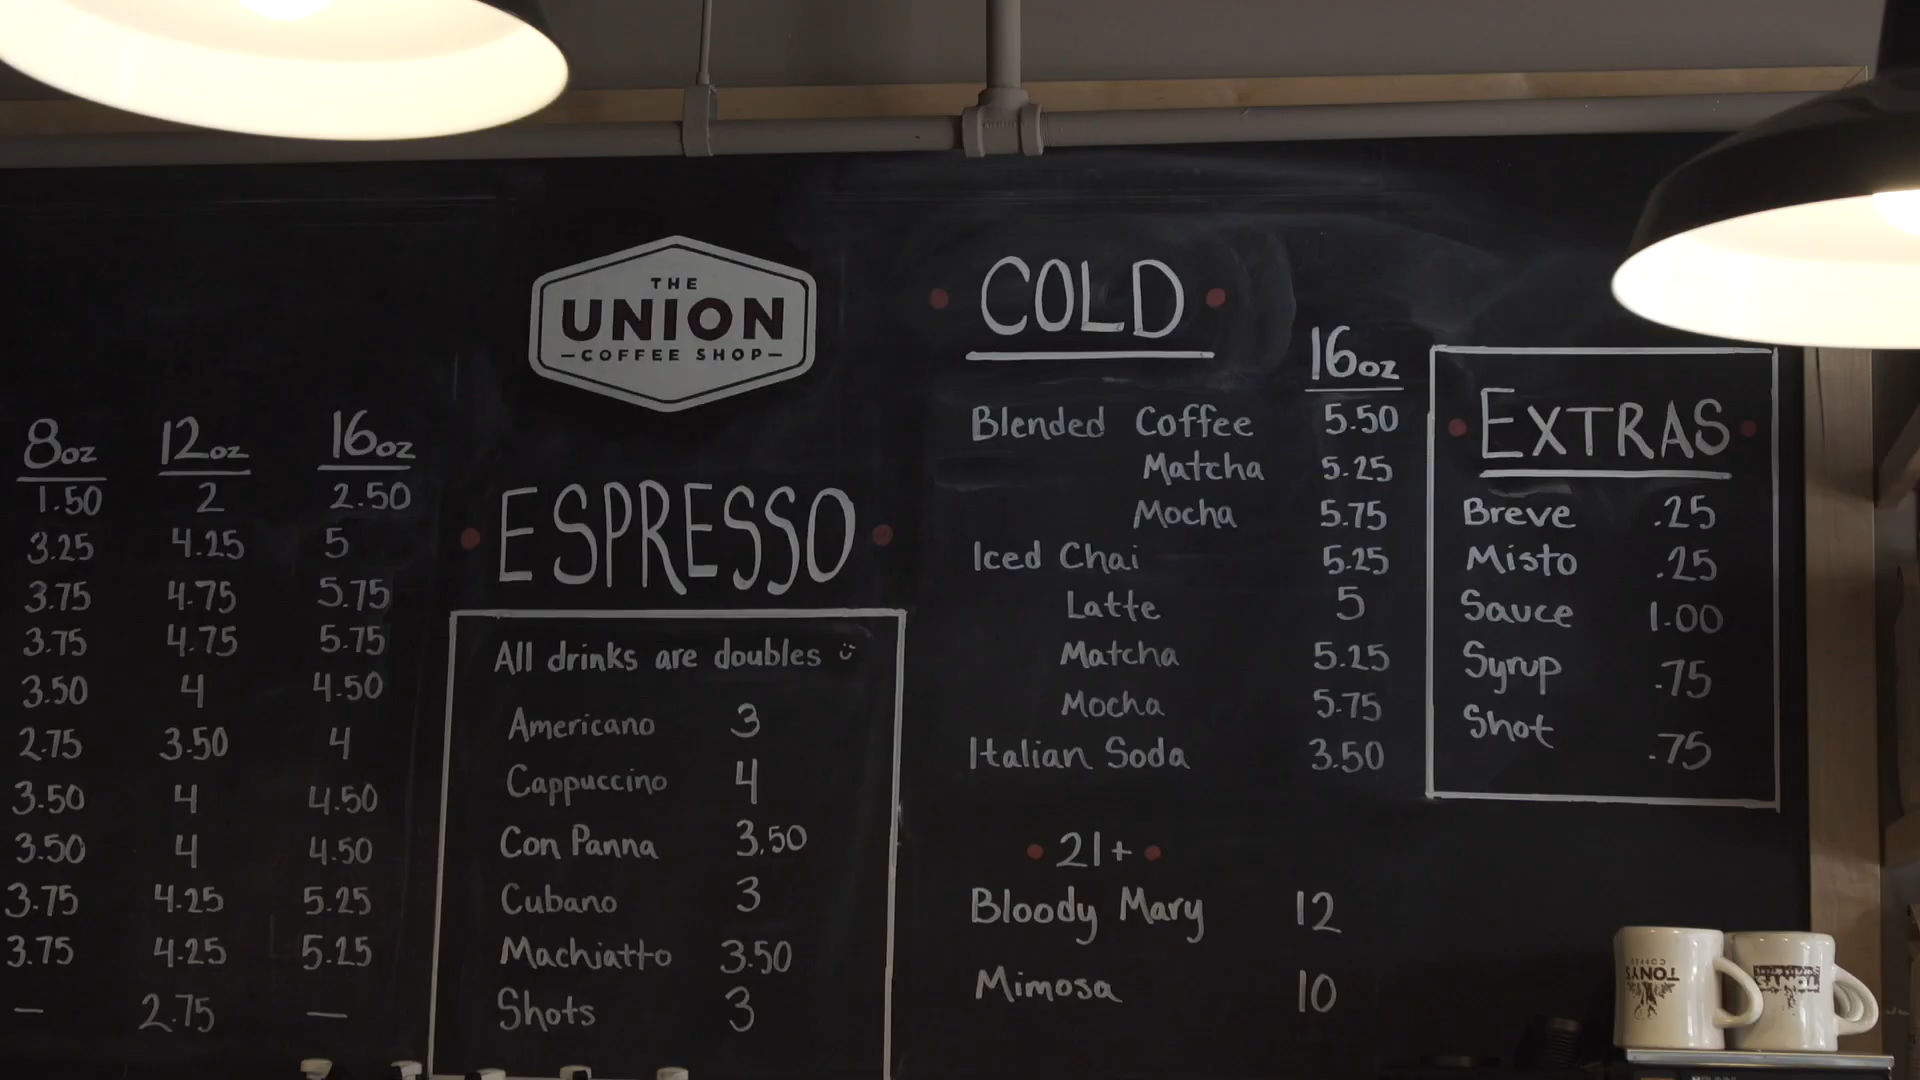 8oz 12oz 16oz
1.50 2 2.50
3.25 4.25 5
3.75 4.75 5.75
3.75 4.75 5.75
3.50 4 4.50
2.75 3.50 4
3.50 4 4.50
3.50 4 4.50
3.75 4.25 5.25
3.75 4.25 5.25
— 2.75 —
THE
UNION
–COFFEE SHOP–
ESPRESSO
All drinks are doubles
Americano 3
Cappuccino 4
Con Panna 3.50
Cubano 3
Machiatto 3.50
Shots 3
COLD
16oz
Blended Coffee 5.50
Matcha 5.25
Mocha 5.75
Iced Chai 5.25
Latte 5
Matcha 5.25
Mocha 5.75
Italian Soda 3.50
• 21+ •
Bloody Mary 12
Mimosa 10
EXTRAS
Breve .25
Misto .25
Sauce 1.00
Syrup .75
Shot .75
TONY'S
COFFEE
TONY'S